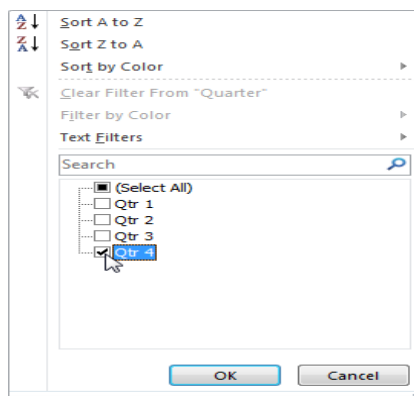 Sort A to Z
Sort Z to A
Sort by Color
Clear Filter From "Quarter"
Filter by Color
Text Filters
Search
(Select All)
Qtr 1
Qtr 2
Qtr 3
Qtr 4
OK Cancel